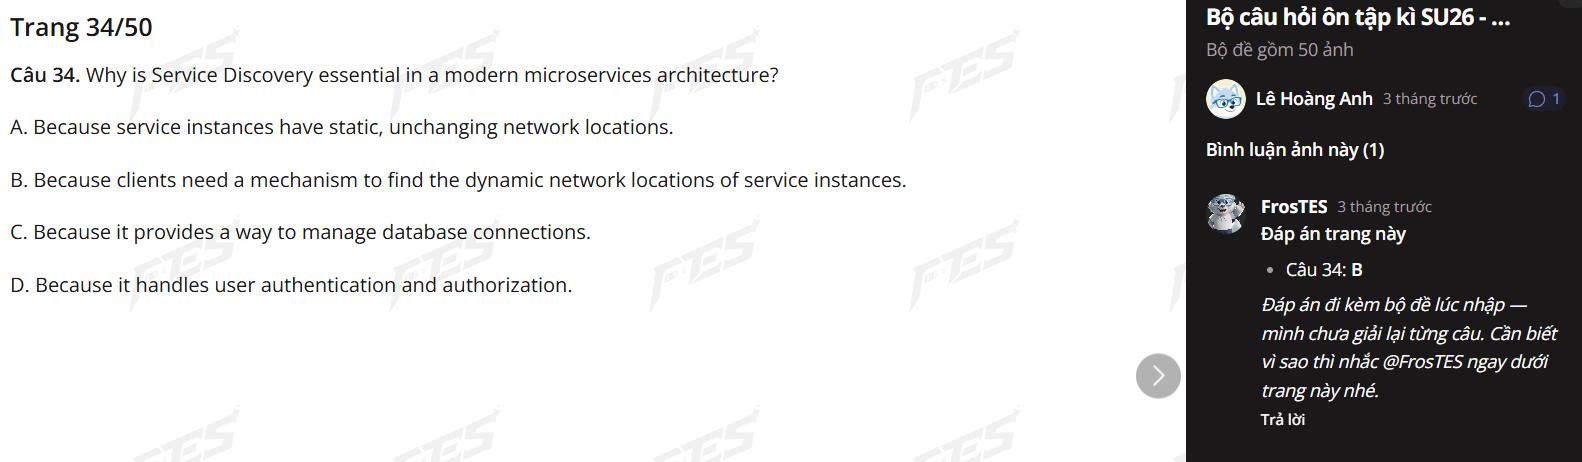 Trang 34/50
Câu 34. Why is Service Discovery essential in a modern microservices architecture?
A. Because service instances have static, unchanging network locations.
B. Because clients need a mechanism to find the dynamic network locations of service instances.
C. Because it provides a way to manage database connections.
D. Because it handles user authentication and authorization.
Bộ câu hỏi ôn tập kì SU26 - ...
Bộ đề gồm 50 ảnh
Lê Hoàng Anh 3 tháng trước 1
Bình luận ảnh này (1)
FrosTES 3 tháng trước
Đáp án trang này
• Câu 34: B
Đáp án đi kèm bộ đề lúc nhập —
mình chưa giải lại từng câu. Cần biết
vì sao thì nhắc @FrosTES ngay dưới
trang này nhé.
Trả lời